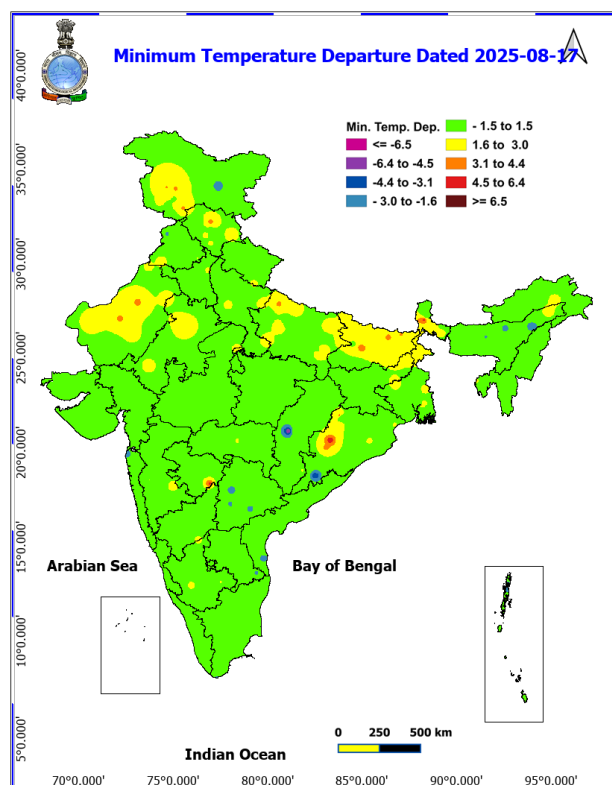 Minimum Temperature Departure Dated 2025-08-17
Min. Temp. Dep.
<= -6.5
-6.4 to -4.5
-4.4 to -3.1
- 3.0 to -1.6
- 1.5 to 1.5
1.6 to 3.0
3.1 to 4.4
4.5 to 6.4
>= 6.5
40°0.000'
35°0.000'
30°0.000'
25°0.000'
20°0.000'
15°0.000'
10°0.000'
5°0.000'
Arabian Sea
Bay of Bengal
Indian Ocean
0 250 500 km
70°0.000' 75°0.000' 80°0.000' 85°0.000' 90°0.000' 95°0.000'